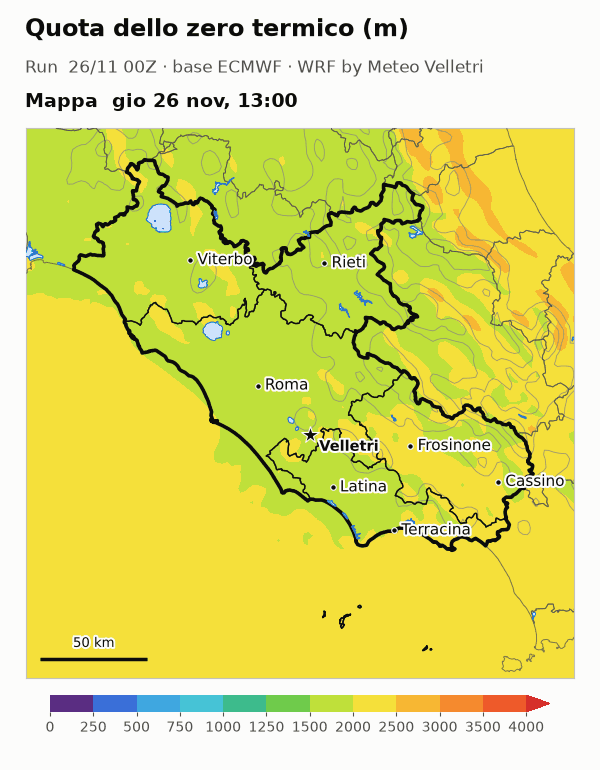 Quota dello zero termico (m)
Run 26/11 00Z · base ECMWF · WRF by Meteo Velletri
Mappa gio 26 nov, 13:00
Viterbo
Rieti
Roma
Velletri
Frosinone
Cassino
Latina
Terracina
50 km
0 250 500 750 1000 1250 1500 2000 2500 3000 3500 4000